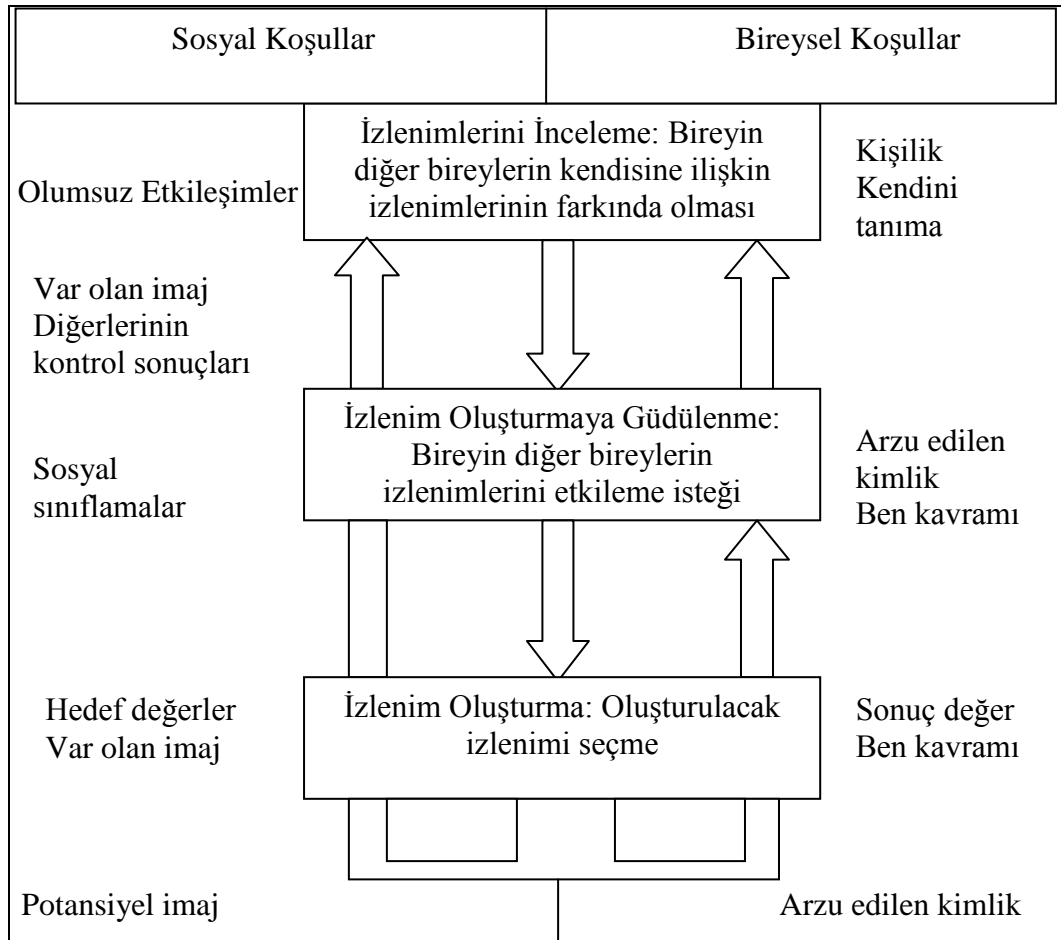 Sosyal Koşullar
Bireysel Koşullar
İzlenimlerini İnceleme: Bireyin
diğer bireylerin kendisine ilişkin
izlenimlerinin farkında olması
Olumsuz Etkileşimler
Kişilik
Kendini
tanıma
Var olan imaj
Diğerlerinin
kontrol sonuçları
İzlenim Oluşturmaya Güdülenme:
Bireyin diğer bireylerin
izlenimlerini etkileme isteği
Sosyal
sınıflamalar
Arzu edilen
kimlik
Ben kavramı
Hedef değerler
Var olan imaj
İzlenim Oluşturma: Oluşturulacak
izlenimi seçme
Sonuç değer
Ben kavramı
Potansiyel imaj
Arzu edilen kimlik